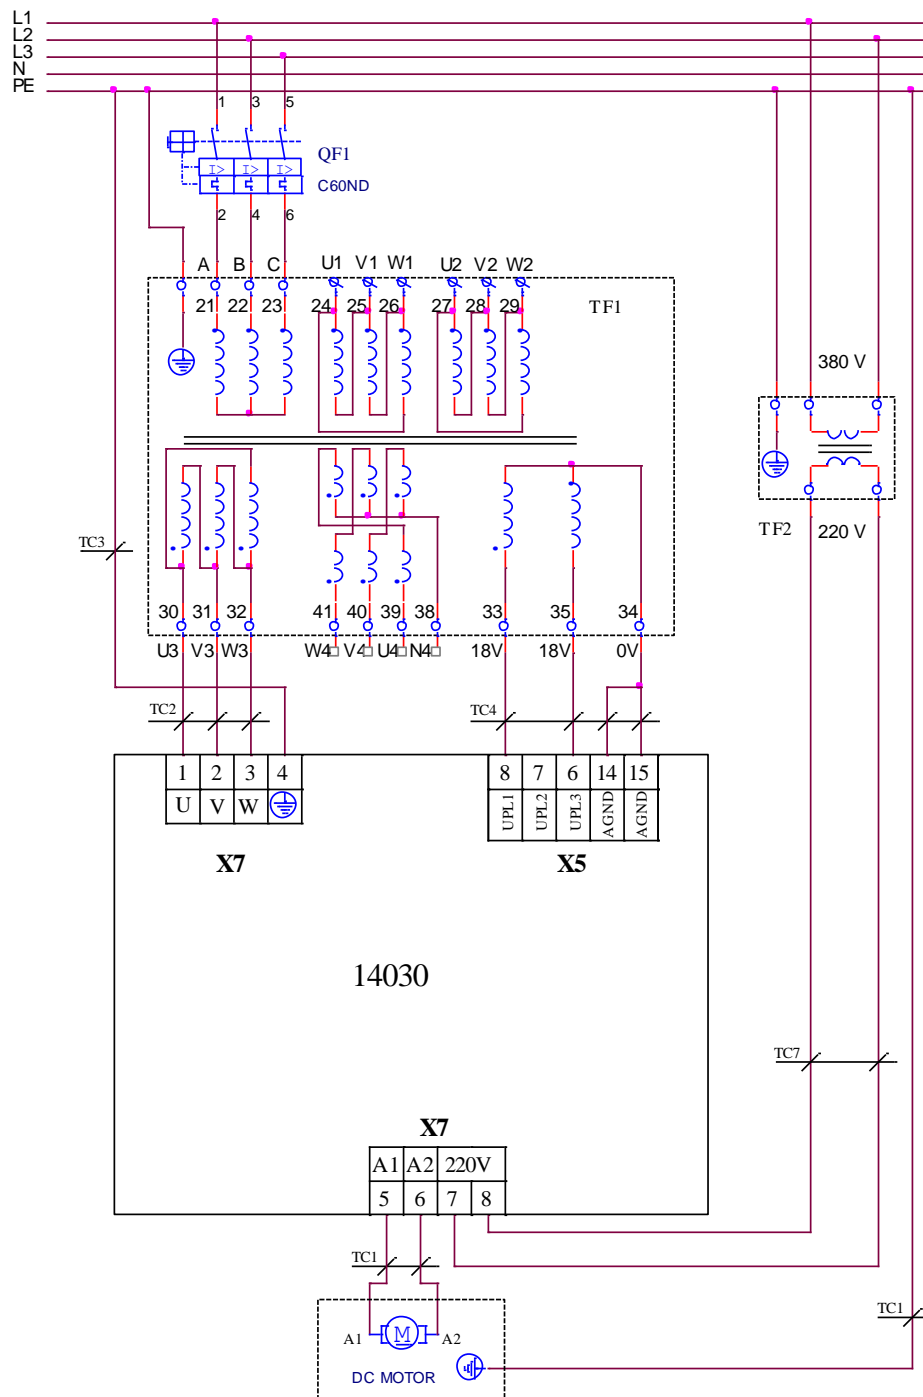 L1
L2
L3
N
PE
1 3 5
QF1
I> I> I>
C60ND
2 4 6
A B C U1 V1 W1 U2 V2 W2
21 22 23 24 25 26 27 28 29 TF1
380 V
TF2 220 V
TC3
30 31 32 41 40 39 38 33 35 34
U3 V3 W3 W4 V4 U4 N4 18V 18V 0V
TC2 TC4
1 2 3 4 8 7 6 14 15
U V W UPL1 UPL2 UPL3 AGND AGND
X7 X5
14030
TC7
X7
A1 A2 220V
5 6 7 8
TC1
TC1
A1 M A2
DC MOTOR